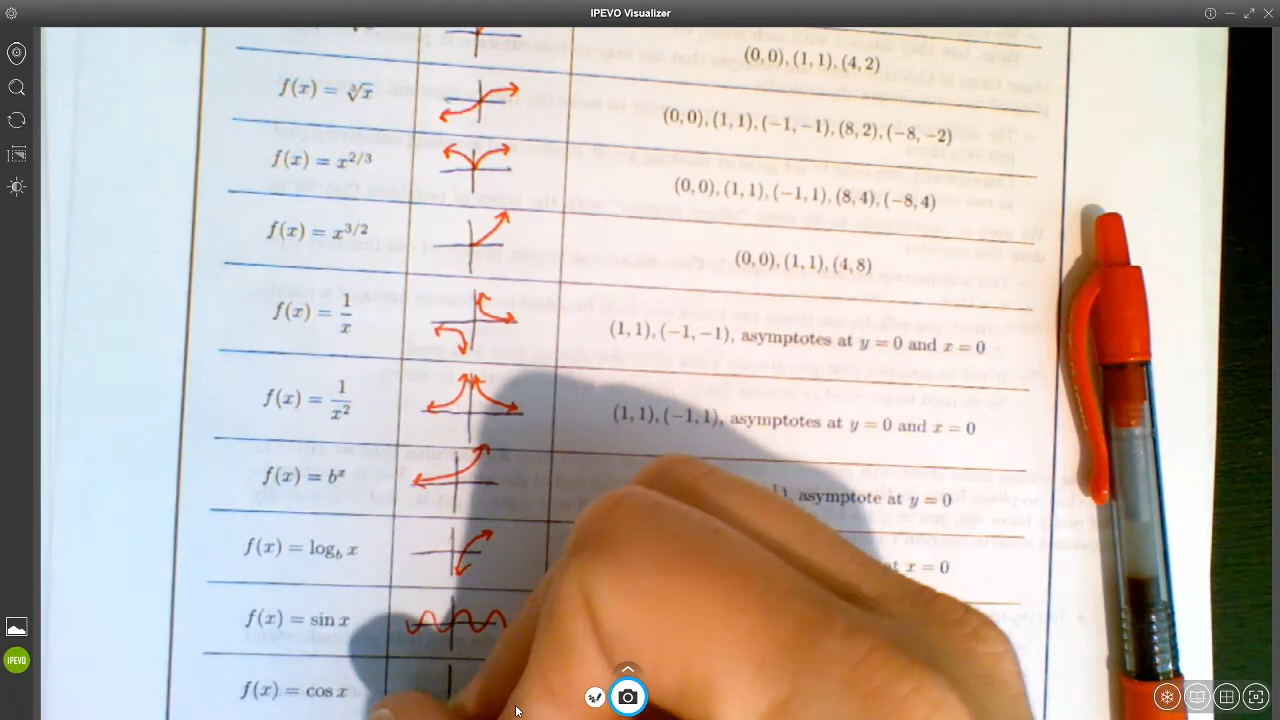 IPEVO Visualizer
(0, 0), (1, 1), (4, 2)
f(x) = ∛x
(0, 0), (1, 1), (−1, −1), (8, 2), (−8, −2)
f(x) = x^{2/3}
(0, 0), (1, 1), (−1, 1), (8, 4), (−8, 4)
f(x) = x^{3/2}
(0, 0), (1, 1), (4, 8)
f(x) = 1/x
(1, 1), (−1, −1), asymptotes at y = 0 and x = 0
f(x) = 1/x²
(1, 1), (−1, 1), asymptotes at y = 0 and x = 0
f(x) = bˣ
asymptote at y = 0
f(x) = log_b x
at x = 0
f(x) = sin x
f(x) = cos x
IPEVO